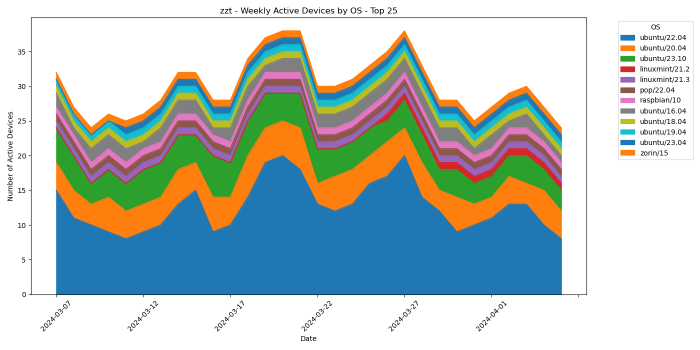 zzt - Weekly Active Devices by OS - Top 25
OS
ubuntu/22.04
ubuntu/20.04
ubuntu/23.10
linuxmint/21.2
linuxmint/21.3
pop/22.04
raspbian/10
ubuntu/16.04
ubuntu/18.04
ubuntu/19.04
ubuntu/23.04
zorin/15
Number of Active Devices
35
30
25
20
15
10
5
0
2024-03-07
2024-03-12
2024-03-17
2024-03-22
2024-03-27
2024-04-01
Date